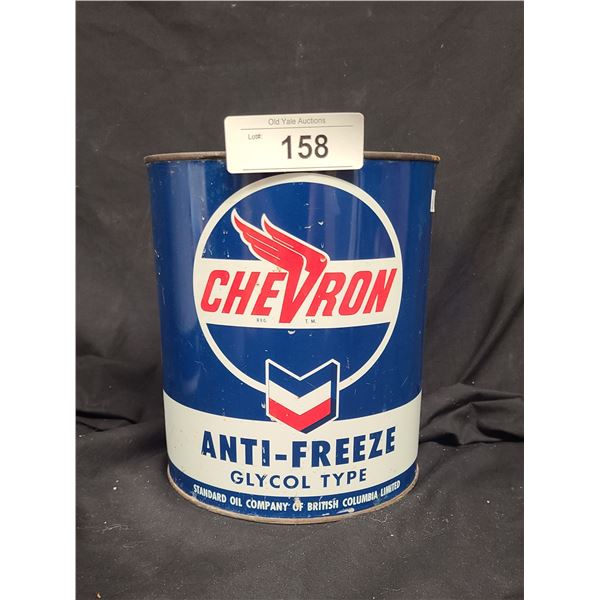 Old Yale Auctions
Lot#:
158
CHEVRON
REG. T.M.
ANTI-FREEZE
GLYCOL TYPE
STANDARD OIL COMPANY OF BRITISH COLUMBIA LIMITED